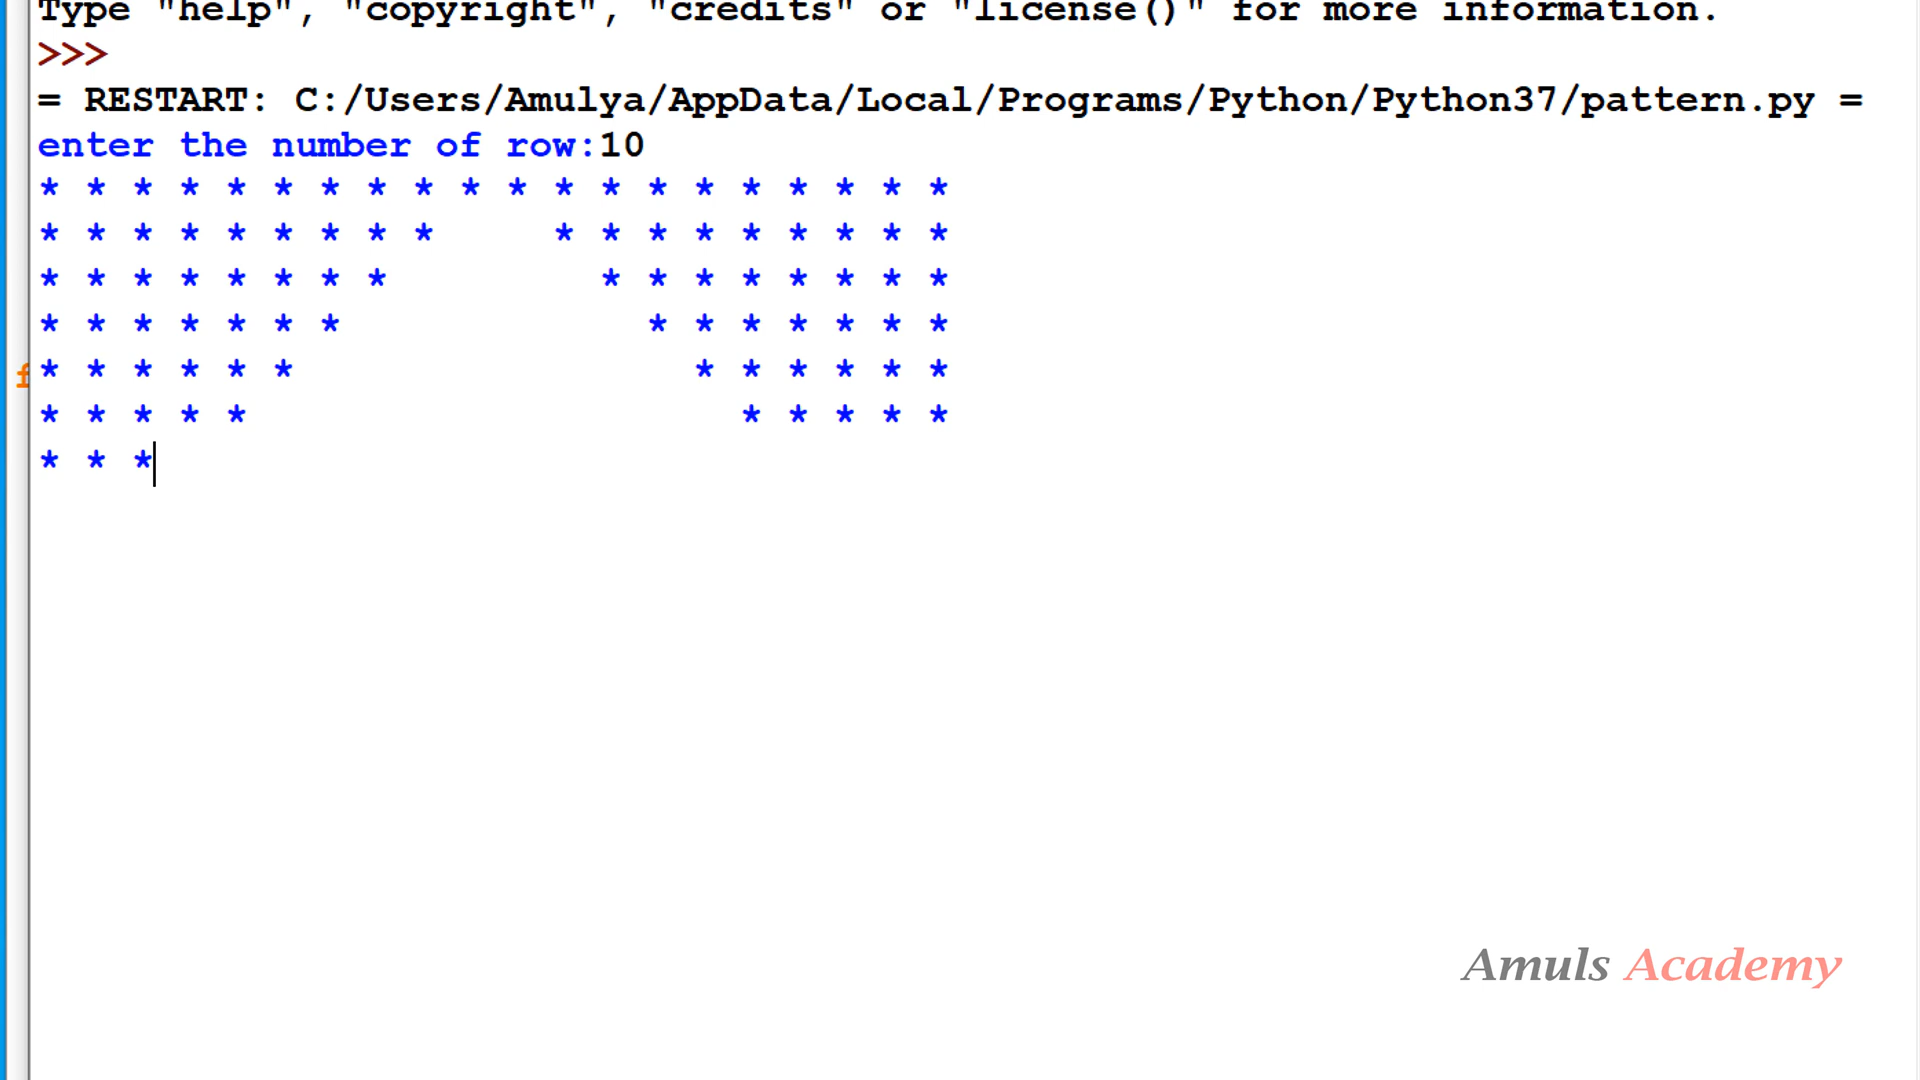 Type "help", "copyright", "credits" or "license()" for more information.
>>>
= RESTART: C:/Users/Amulya/AppData/Local/Programs/Python/Python37/pattern.py =
enter the number of row:10
* * * * * * * * * * * * * * * * * * * *
* * * * * * * * *     * * * * * * * * *
* * * * * * * *         * * * * * * * *
* * * * * * *             * * * * * * *
f* * * * * *                 * * * * * *
* * * * *                     * * * * *
* * *
Amuls Academy